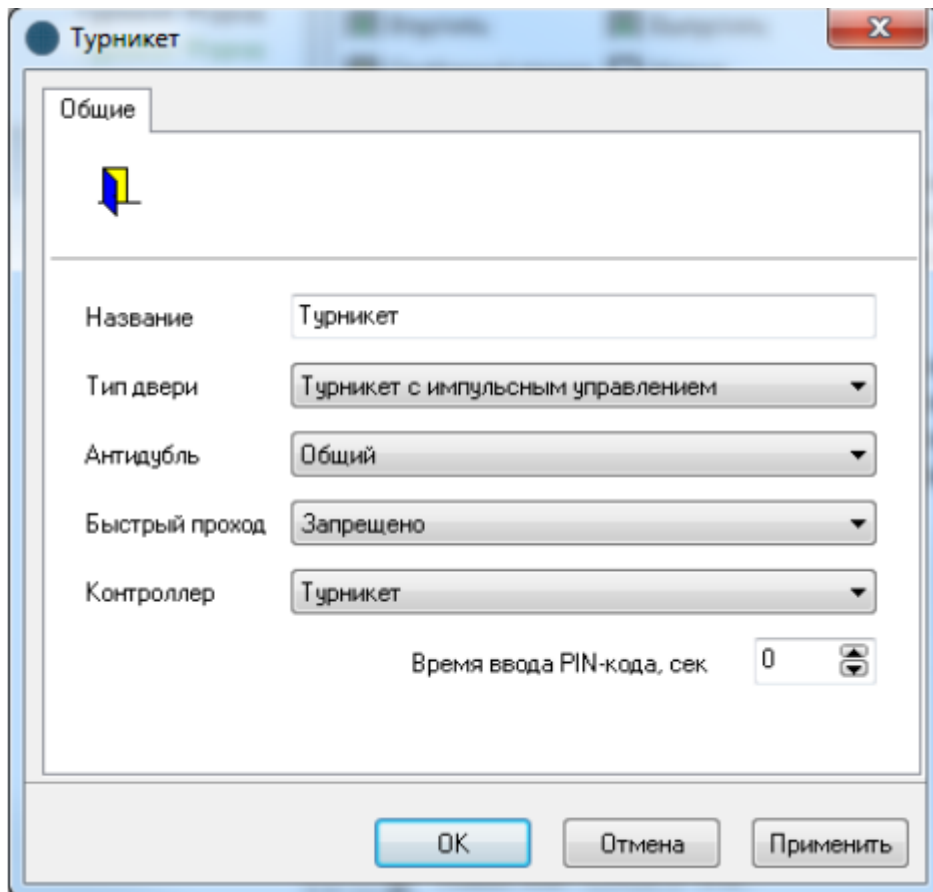 Турникет
Общие
Название Турникет
Тип двери Турникет с импульсным управлением
Антидубль Общий
Быстрый проход Запрещено
Контроллер Турникет
Время ввода PIN-кода, сек 0
OK Отмена Применить